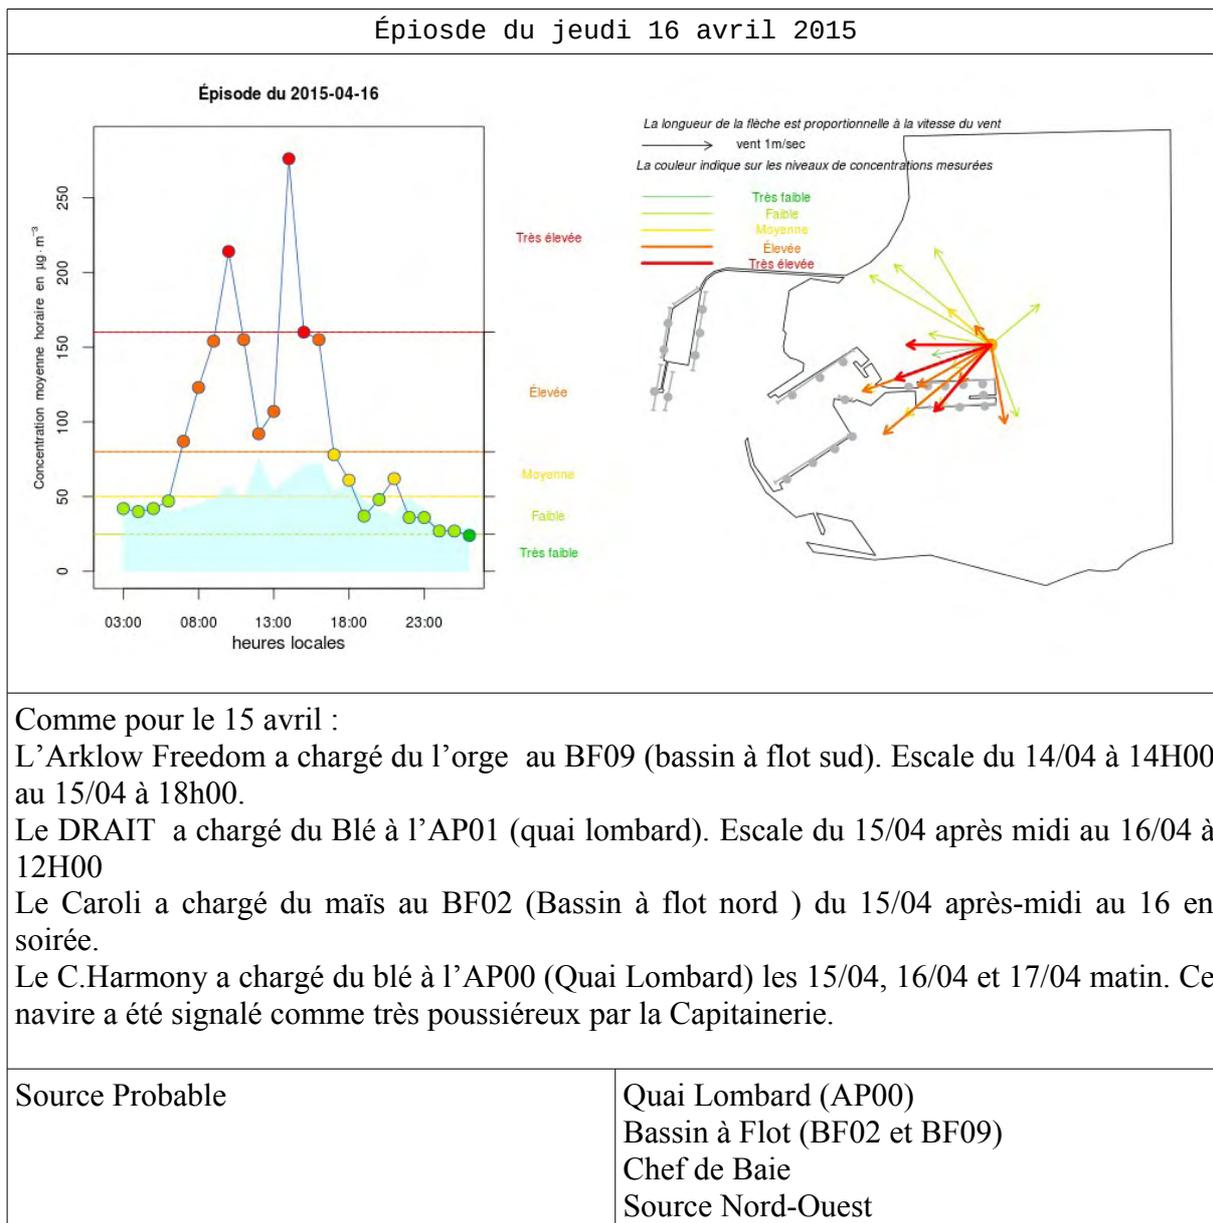 Épiosde du jeudi 16 avril 2015
Épisode du 2015-04-16
Concentration moyenne horaire en µg·m⁻³
250
200
150
100
50
0
03:00 08:00 13:00 18:00 23:00
heures locales
Très élevée
Élevée
Moyenne
Faible
Très faible
La longueur de la flèche est proportionnelle à la vitesse du vent
vent 1m/sec
La couleur indique sur les niveaux de concentrations mesurées
Très faible
Faible
Moyenne
Élevée
Très élevée
Comme pour le 15 avril :
L’Arklow Freedom a chargé du l’orge au BF09 (bassin à flot sud). Escale du 14/04 à 14H00
au 15/04 à 18h00.
Le DRAIT a chargé du Blé à l’AP01 (quai lombard). Escale du 15/04 après midi au 16/04 à
12H00
Le Caroli a chargé du maïs au BF02 (Bassin à flot nord ) du 15/04 après-midi au 16 en
soirée.
Le C.Harmony a chargé du blé à l’AP00 (Quai Lombard) les 15/04, 16/04 et 17/04 matin. Ce
navire a été signalé comme très poussiéreux par la Capitainerie.
Source Probable
Quai Lombard (AP00)
Bassin à Flot (BF02 et BF09)
Chef de Baie
Source Nord-Ouest